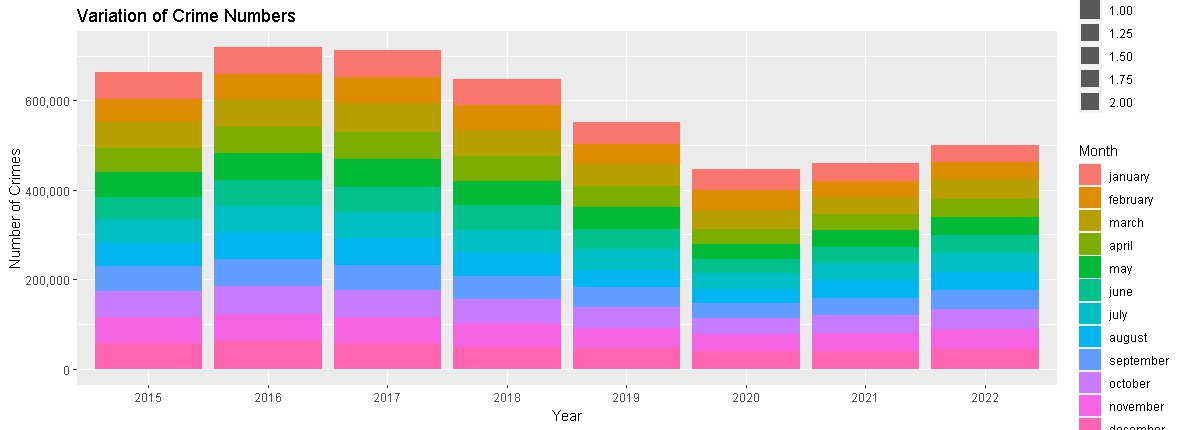 Variation of Crime Numbers
Number of Crimes
600,000
400,000
200,000
0
2015 2016 2017 2018 2019 2020 2021 2022
Year
1.00
1.25
1.50
1.75
2.00
Month
january
february
march
april
may
june
july
august
september
october
november
december